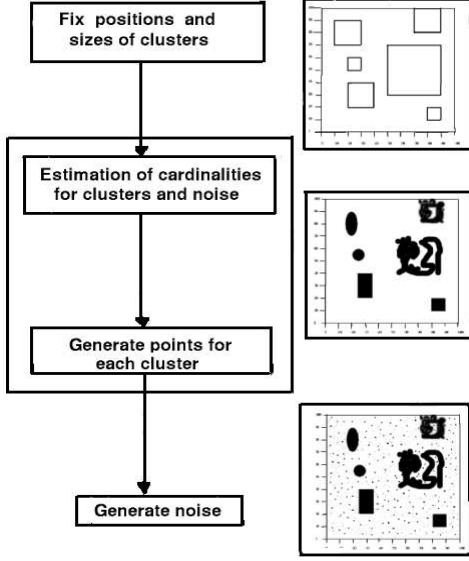 Fix positions and
sizes of clusters
Estimation of cardinalities
for clusters and noise
Generate points for
each cluster
Generate noise